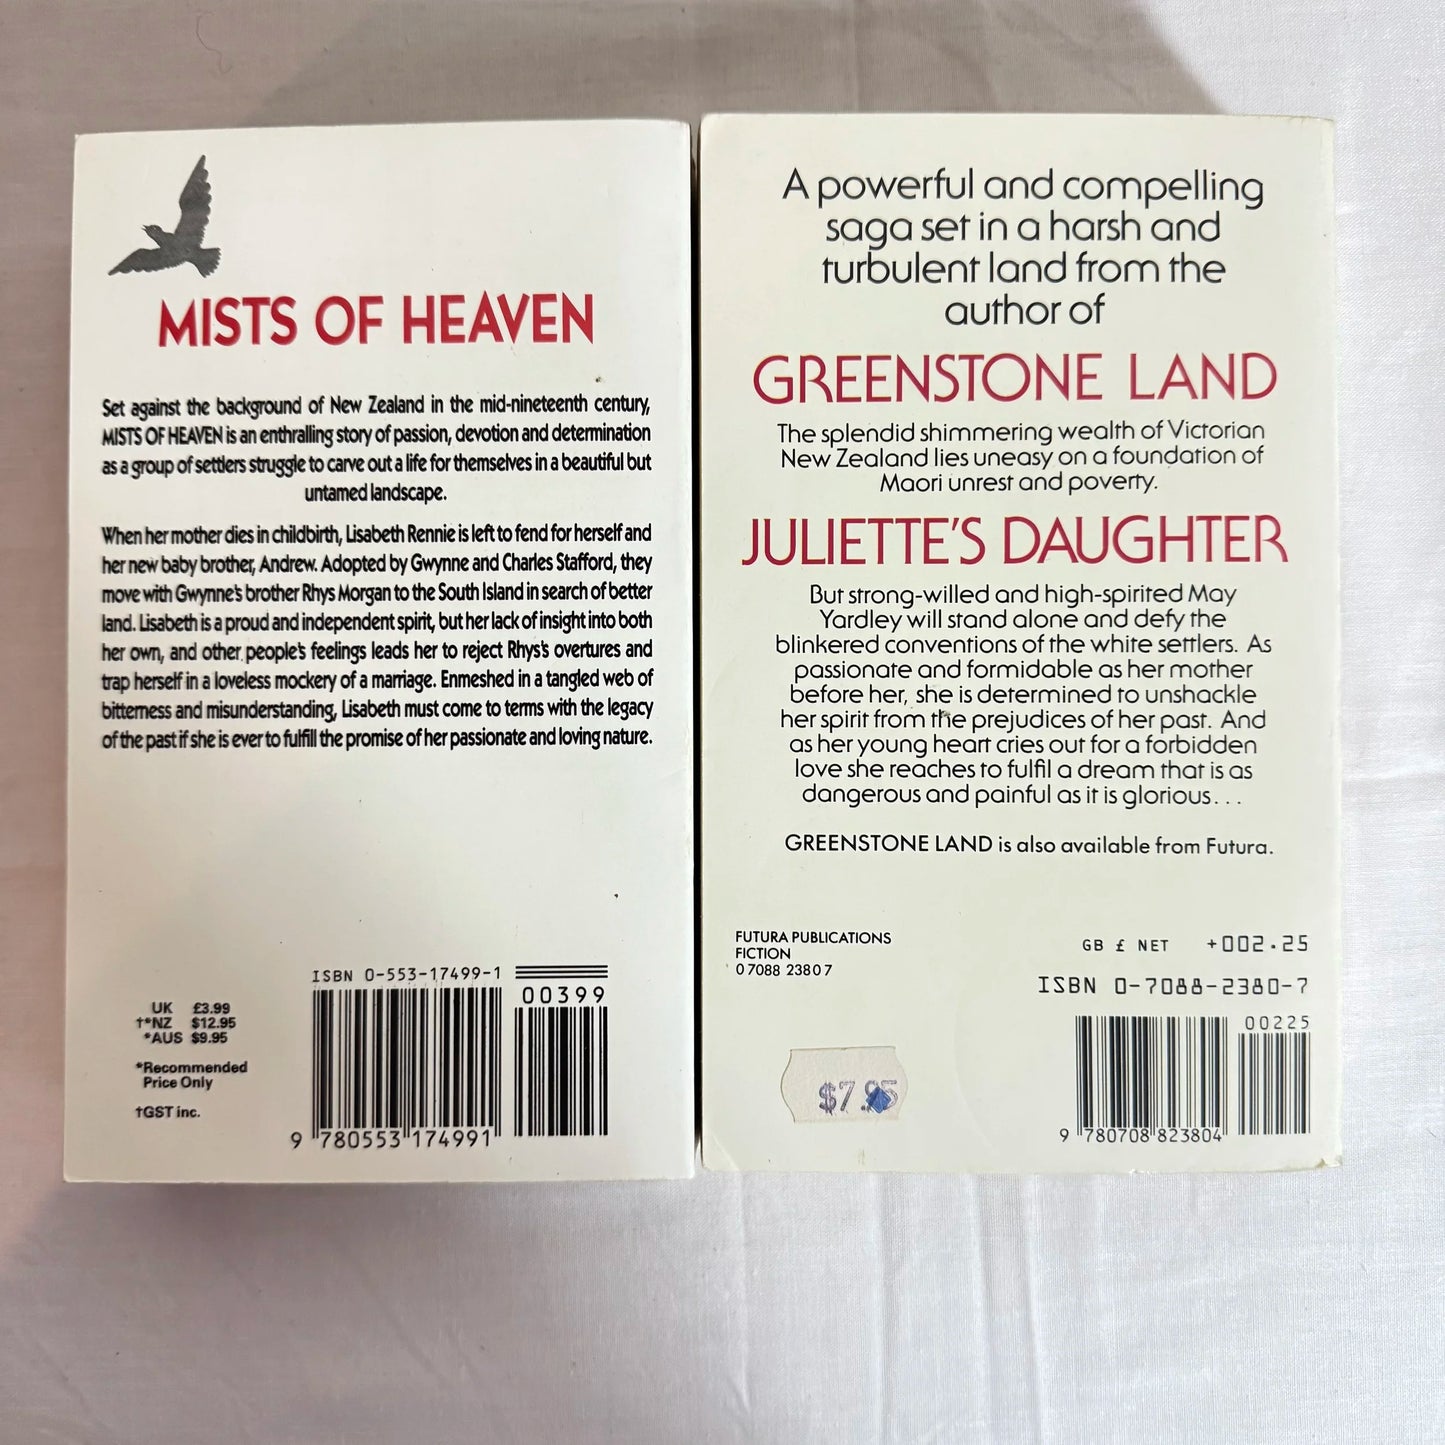 MISTS OF HEAVEN
Set against the background of New Zealand in the mid-nineteenth century,
MISTS OF HEAVEN is an enthralling story of passion, devotion and determination
as a group of settlers struggle to carve out a life for themselves in a beautiful but
untamed landscape.
When her mother dies in childbirth, Lisabeth Rennie is left to fend for herself and
her new baby brother, Andrew. Adopted by Gwynne and Charles Stafford, they
move with Gwynne's brother Rhys Morgan to the South Island in search of better
land. Lisabeth is a proud and independent spirit, but her lack of insight into both
her own, and other people's feelings leads her to reject Rhys's overtures and
trap herself in a loveless mockery of a marriage. Enmeshed in a tangled web of
bitterness and misunderstanding, Lisabeth must come to terms with the legacy
of the past if she is ever to fulfill the promise of her passionate and loving nature.
UK £3.99
†*NZ $12.95
*AUS $9.95
*Recommended
Price Only
†GST inc.
ISBN 0-553-17499-1
00399
9 780553 174991
A powerful and compelling
saga set in a harsh and
turbulent land from the
author of
GREENSTONE LAND
The splendid shimmering wealth of Victorian
New Zealand lies uneasy on a foundation of
Maori unrest and poverty.
JULIETTE'S DAUGHTER
But strong-willed and high-spirited May
Yardley will stand alone and defy the
blinkered conventions of the white settlers. As
passionate and formidable as her mother
before her, she is determined to unshackle
her spirit from the prejudices of her past. And
as her young heart cries out for a forbidden
love she reaches to fulfil a dream that is as
dangerous and painful as it is glorious...
GREENSTONE LAND is also available from Futura.
FUTURA PUBLICATIONS
FICTION
0 7088 2380 7
GB £ NET +002.25
ISBN 0-7088-2380-7
00225
9 780708 823804
$7.95